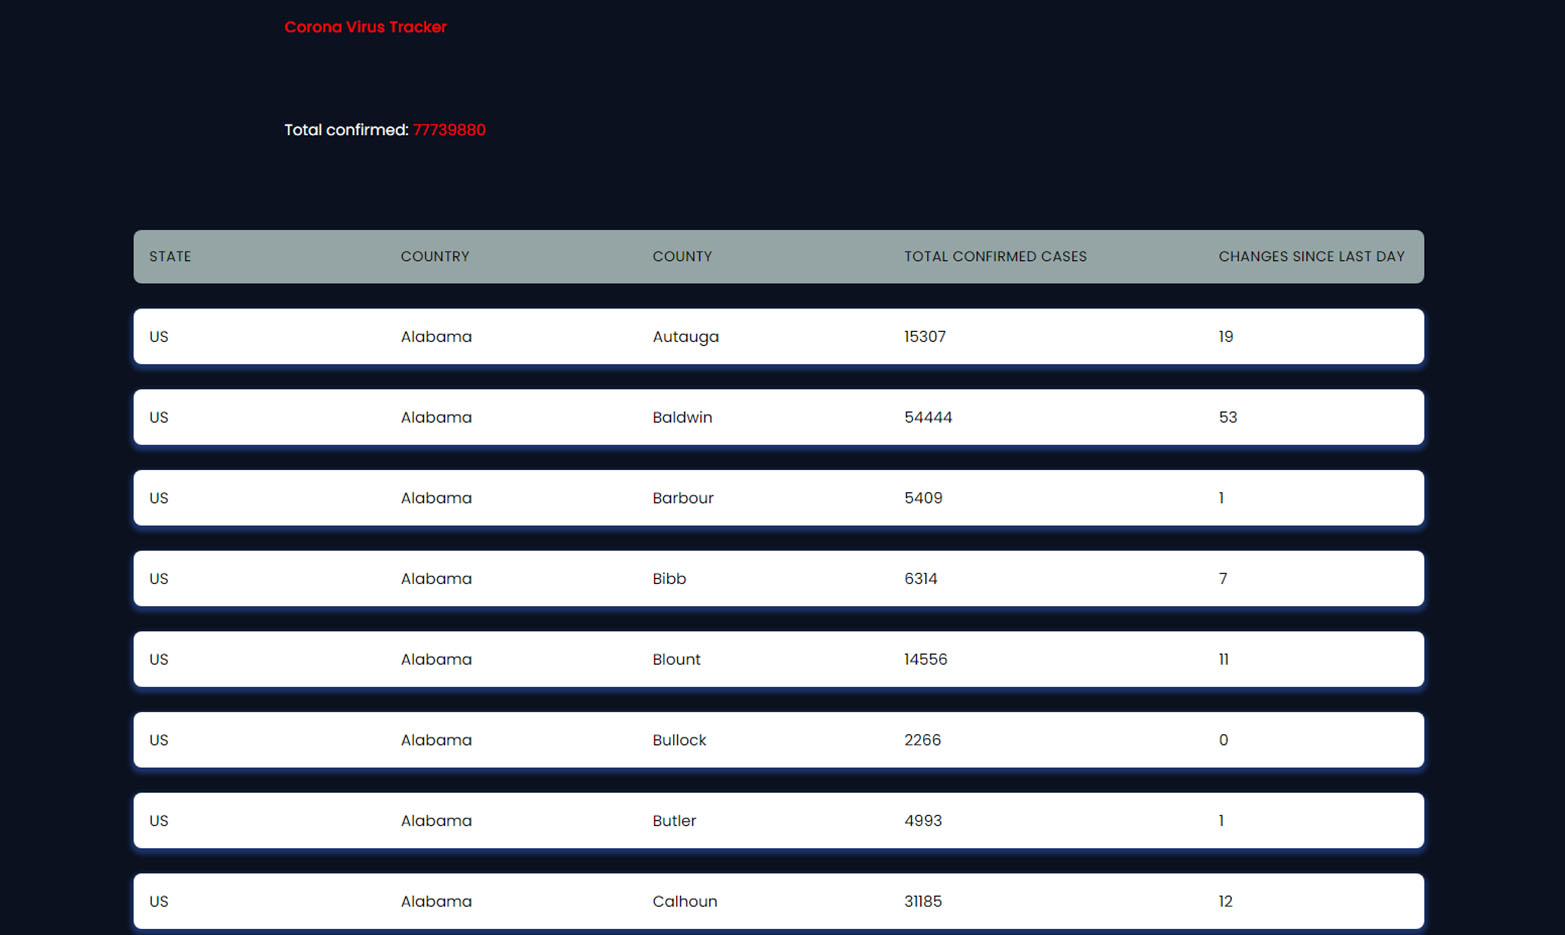 Corona Virus Tracker
Total confirmed: 77739880
STATE COUNTRY COUNTY TOTAL CONFIRMED CASES CHANGES SINCE LAST DAY
US Alabama Autauga 15307 19
US Alabama Baldwin 54444 53
US Alabama Barbour 5409 1
US Alabama Bibb 6314 7
US Alabama Blount 14556 11
US Alabama Bullock 2266 0
US Alabama Butler 4993 1
US Alabama Calhoun 31185 12